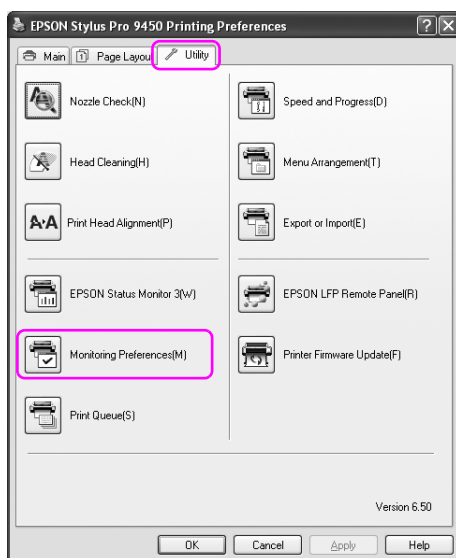 EPSON Stylus Pro 9450 Printing Preferences
Main
Page Layout
Utility
Nozzle Check(N)
Speed and Progress(D)
Head Cleaning(H)
Menu Arrangement(T)
A›A
Print Head Alignment(P)
Export or Import(E)
EPSON Status Monitor 3(W)
EPSON LFP Remote Panel(R)
Monitoring Preferences(M)
Printer Firmware Update(F)
Print Queue(S)
Version 6.50
OK
Cancel
Apply
Help